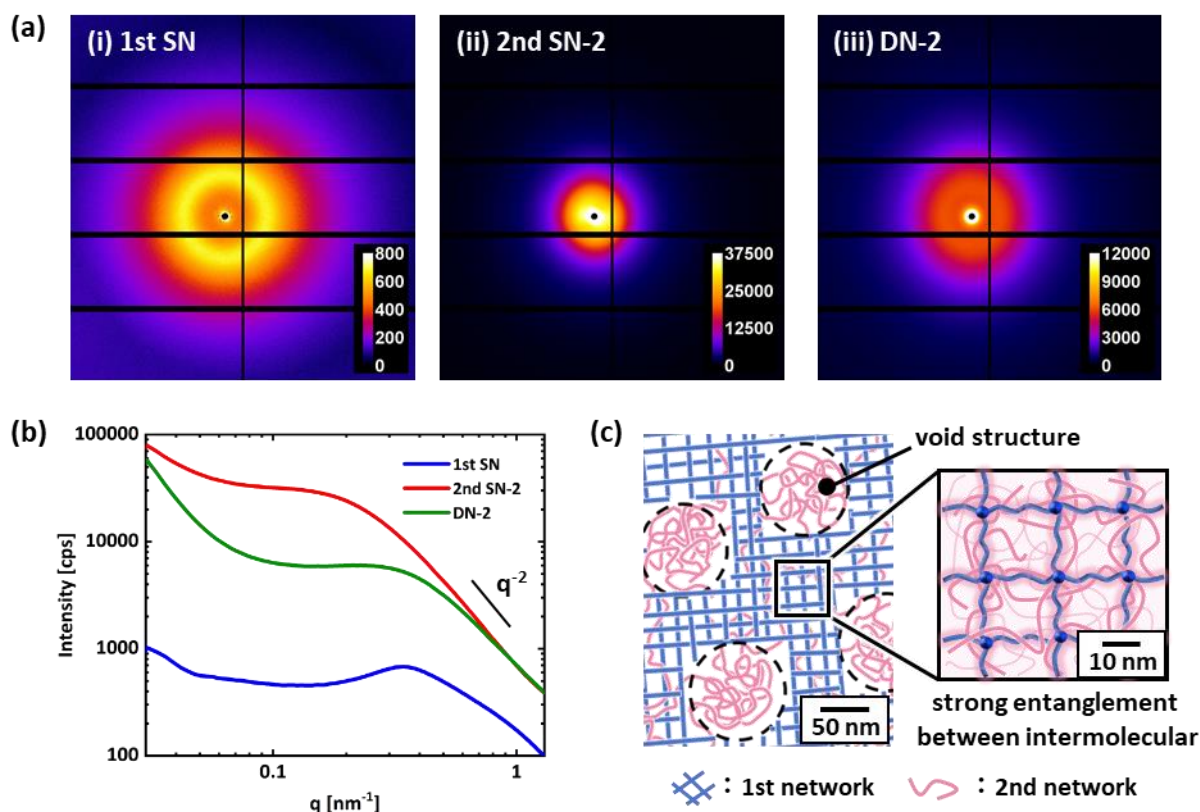 (a)
(i) 1st SN
800
600
400
200
0
(ii) 2nd SN-2
37500
25000
12500
0
(iii) DN-2
12000
9000
6000
3000
0
(b)
100000
10000
1000
100
Intensity [cps]
1st SN
2nd SN-2
DN-2
q⁻²
0.1
1
q [nm⁻¹]
(c)
void structure
50 nm
10 nm
strong entanglement
between intermolecular
: 1st network
: 2nd network